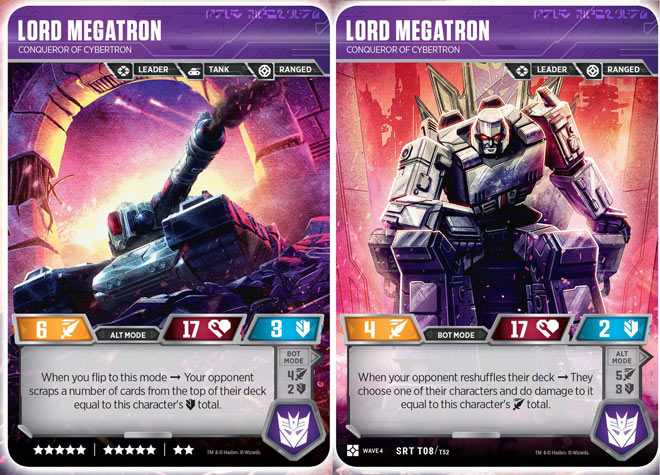 LORD MEGATRON
CONQUEROR OF CYBERTRON
LEADER TANK RANGED
6 ALT MODE 17 3
When you flip to this mode → Your opponent
scraps a number of cards from the top of their deck
equal to this character's total.
BOT
MODE
4
2
★★★★★ | ★★★★★ | ★★
TM & © Hasbro. © Wizards.
LORD MEGATRON
CONQUEROR OF CYBERTRON
LEADER RANGED
4 BOT MODE 17 2
When your opponent reshuffles their deck → They
choose one of their characters and do damage to it
equal to this character's total.
ALT
MODE
5
3
WAVE 4 SRT T08/T52
TM & © Hasbro. © Wizards.